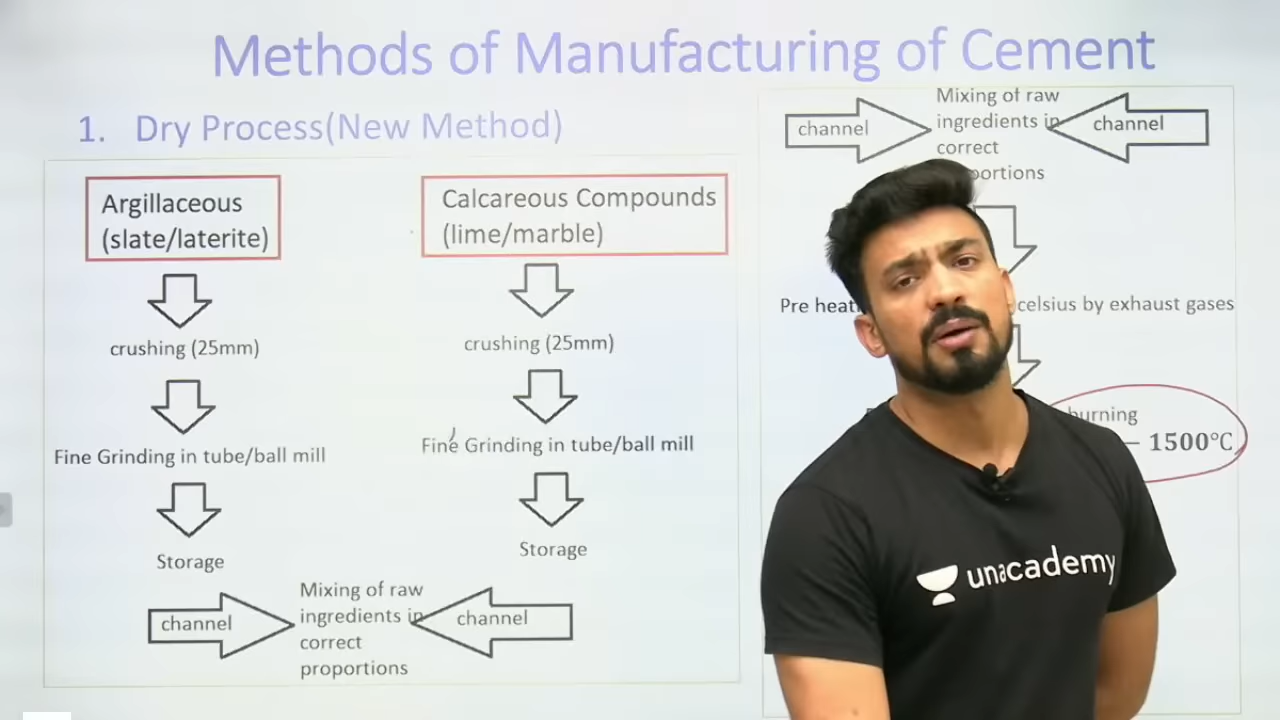 Methods of Manufacturing of Cement
1. Dry Process(New Method)
Argillaceous
(slate/laterite)
crushing (25mm)
Fine Grinding in tube/ball mill
Storage
Calcareous Compounds
(lime/marble)
crushing (25mm)
Fine Grinding in tube/ball mill
Storage
channel
Mixing of raw
ingredients in
correct
proportions
channel
channel
Mixing of raw
ingredients in
correct
channel
Pre celsius by exhaust gases
burning
– 1500°C
unacademy